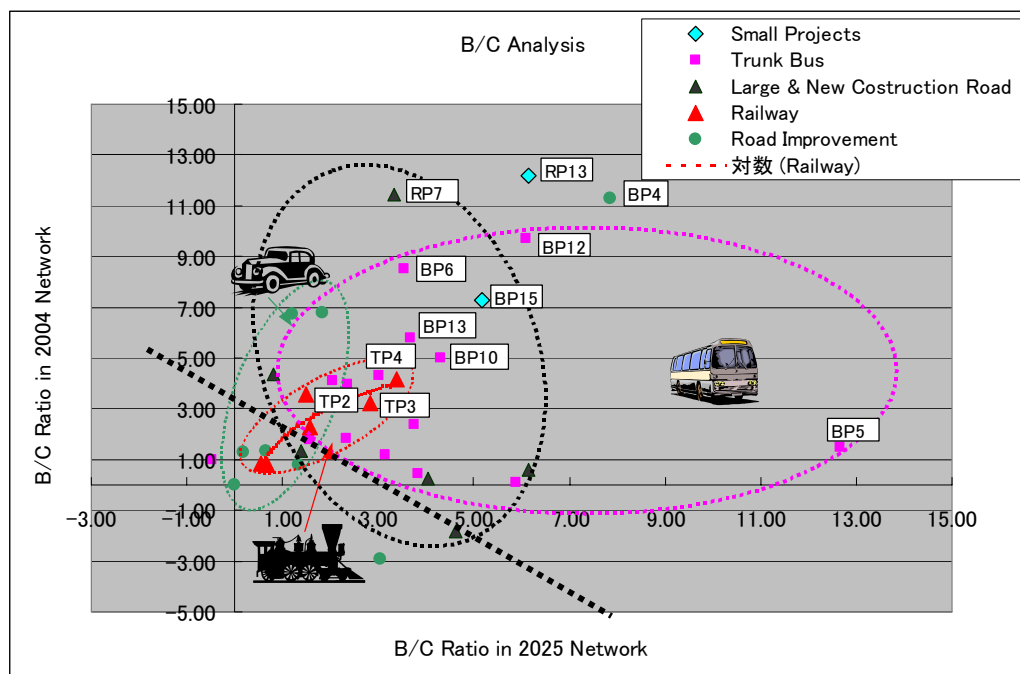 B/C Analysis
Small Projects
Trunk Bus
Large & New Costruction Road
Railway
Road Improvement
対数 (Railway)
15.00
13.00
11.00
9.00
7.00
5.00
3.00
1.00
-1.00
-3.00
-5.00
-3.00
-1.00
1.00
3.00
5.00
7.00
9.00
11.00
13.00
15.00
RP13
BP4
RP7
BP12
BP6
BP15
BP13
BP10
TP4
TP2
TP3
BP5
B/C Ratio in 2004 Network
B/C Ratio in 2025 Network